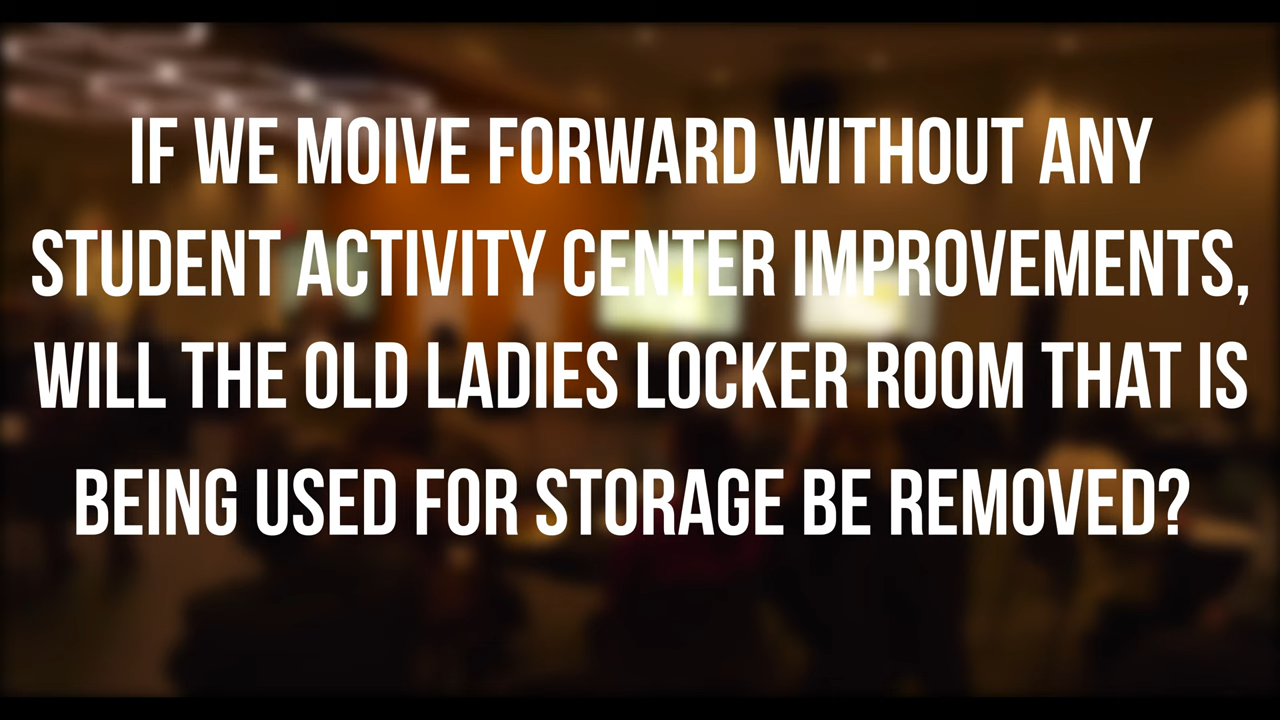 IF WE MOIVE FORWARD WITHOUT ANY
STUDENT ACTIVITY CENTER IMPROVEMENTS,
WILL THE OLD LADIES LOCKER ROOM THAT IS
BEING USED FOR STORAGE BE REMOVED?